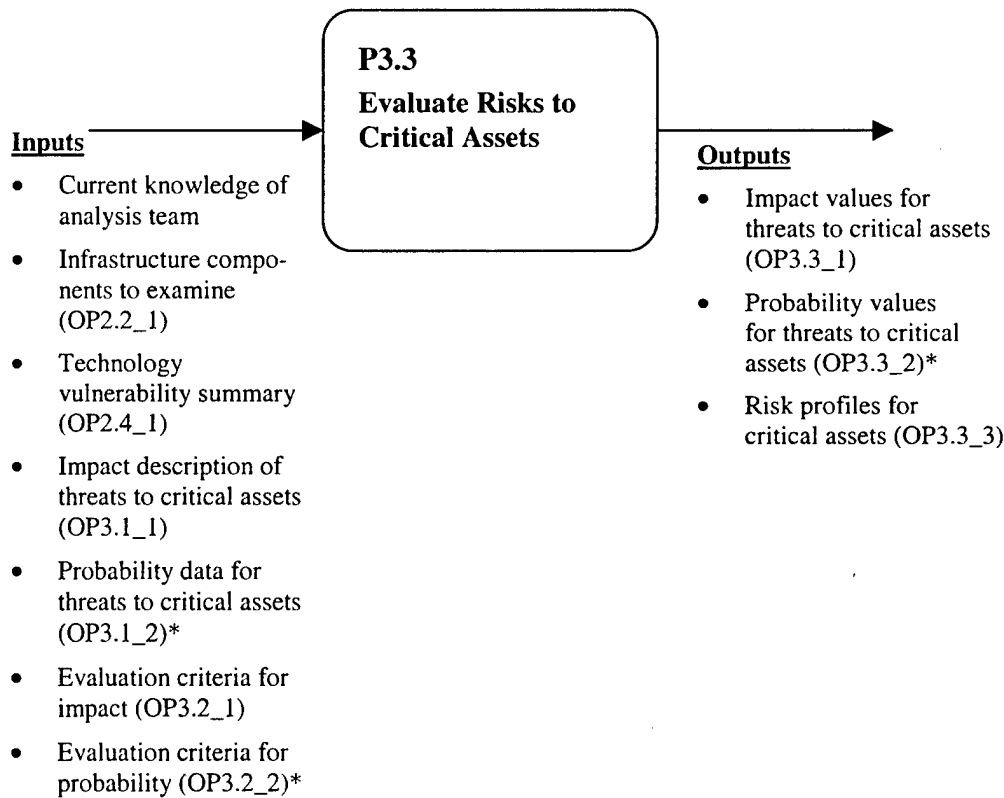 P3.3
Evaluate Risks to
Critical Assets
Inputs
• Current knowledge of
analysis team
• Infrastructure compo-
nents to examine
(OP2.2_1)
• Technology
vulnerability summary
(OP2.4_1)
• Impact description of
threats to critical assets
(OP3.1_1)
• Probability data for
threats to critical assets
(OP3.1_2)*
• Evaluation criteria for
impact (OP3.2_1)
• Evaluation criteria for
probability (OP3.2_2)*
Outputs
• Impact values for
threats to critical assets
(OP3.3_1)
• Probability values
for threats to critical
assets (OP3.3_2)*
• Risk profiles for
critical assets (OP3.3_3)